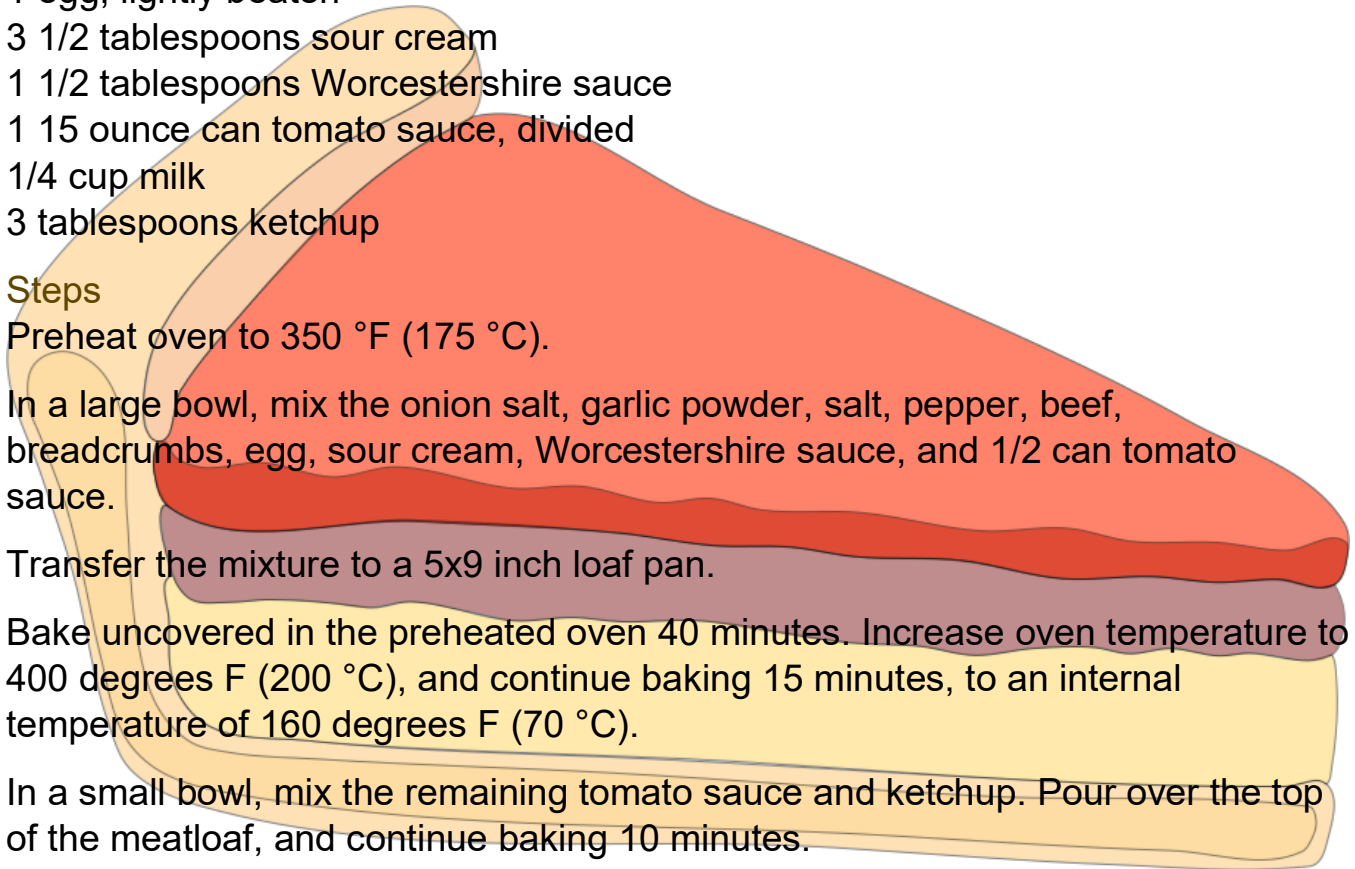 1 egg, lightly beaten
3 1/2 tablespoons sour cream
1 1/2 tablespoons Worcestershire sauce
1 15 ounce can tomato sauce, divided
1/4 cup milk
3 tablespoons ketchup
Steps
Preheat oven to 350 °F (175 °C).
In a large bowl, mix the onion salt, garlic powder, salt, pepper, beef,
breadcrumbs, egg, sour cream, Worcestershire sauce, and 1/2 can tomato
sauce.
Transfer the mixture to a 5x9 inch loaf pan.
Bake uncovered in the preheated oven 40 minutes. Increase oven temperature to
400 degrees F (200 °C), and continue baking 15 minutes, to an internal
temperature of 160 degrees F (70 °C).
In a small bowl, mix the remaining tomato sauce and ketchup. Pour over the top
of the meatloaf, and continue baking 10 minutes.